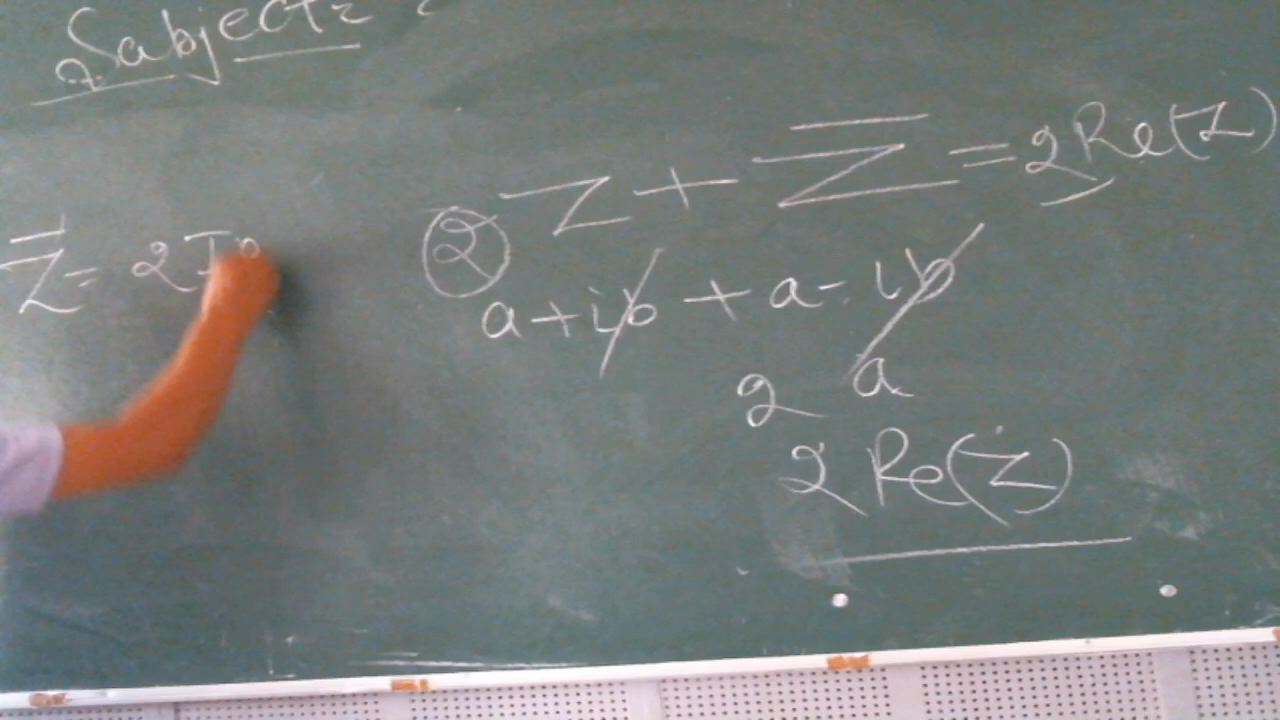 Subject:
② Z + Z̿ = 2Re(Z)
a+ib + a-ib
2 a
2Re(Z)
Z̄ = 2I